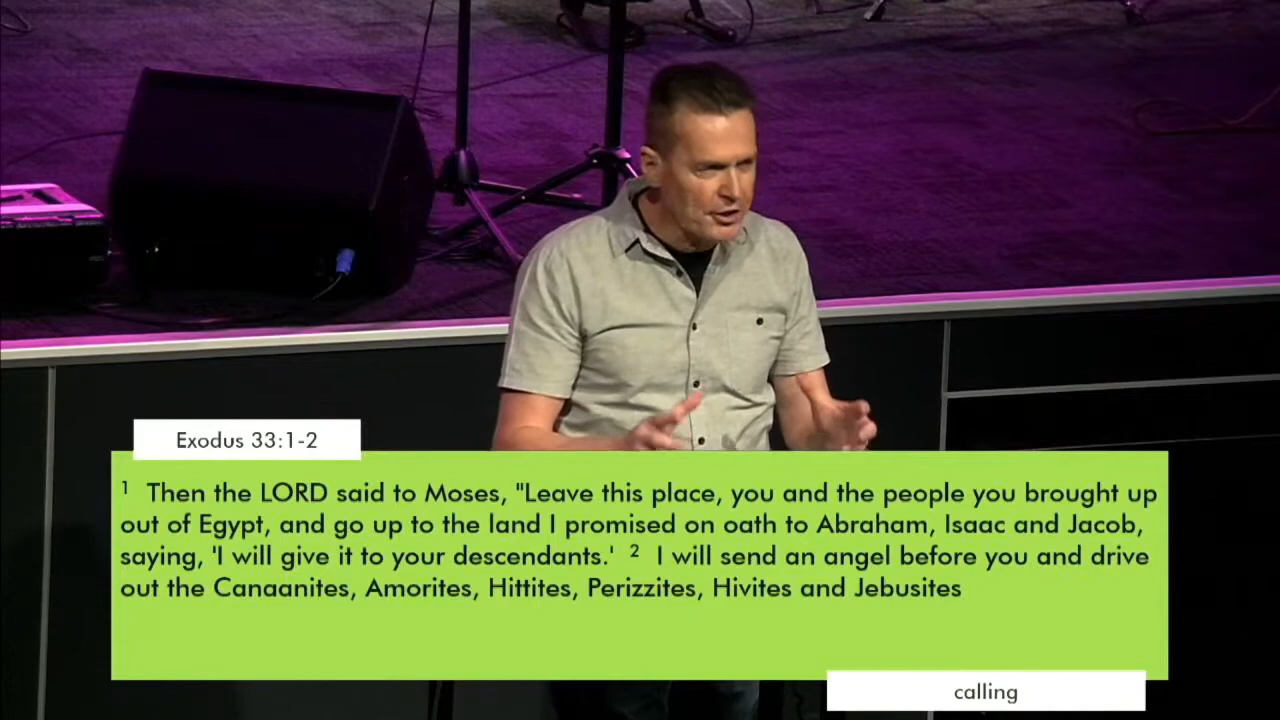 Exodus 33:1-2
1 Then the LORD said to Moses, "Leave this place, you and the people you brought up
out of Egypt, and go up to the land I promised on oath to Abraham, Isaac and Jacob,
saying, 'I will give it to your descendants.' 2 I will send an angel before you and drive
out the Canaanites, Amorites, Hittites, Perizzites, Hivites and Jebusites
calling